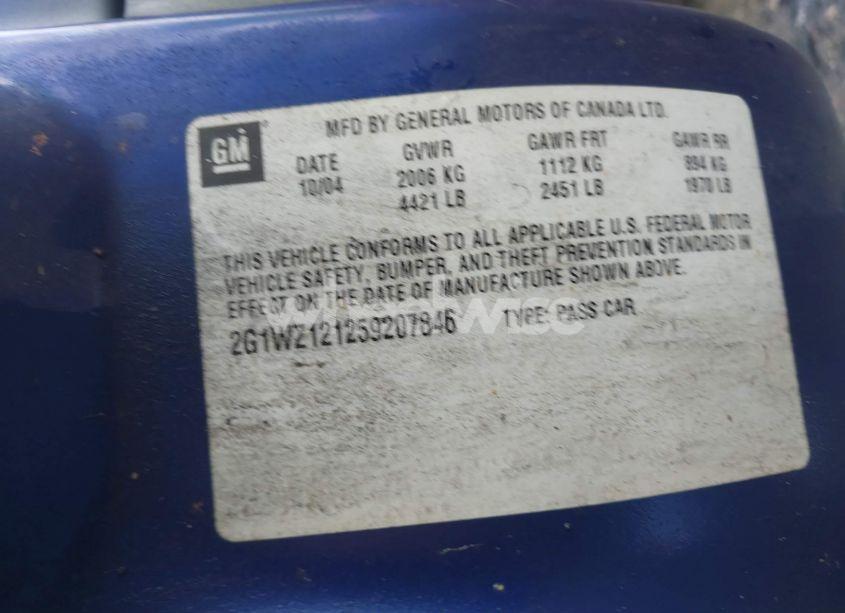 GM
MFD BY GENERAL MOTORS OF CANADA LTD.
DATE GVWR GAWR FRT GAWR RR
10/04 2006 KG 1112 KG 894 KG
4421 LB 2451 LB 1970 LB
THIS VEHICLE CONFORMS TO ALL APPLICABLE U.S. FEDERAL MOTOR
VEHICLE SAFETY, BUMPER, AND THEFT PREVENTION STANDARDS IN
EFFECT ON THE DATE OF MANUFACTURE SHOWN ABOVE.
2G1WZ121259207846 TYPE: PASS CAR